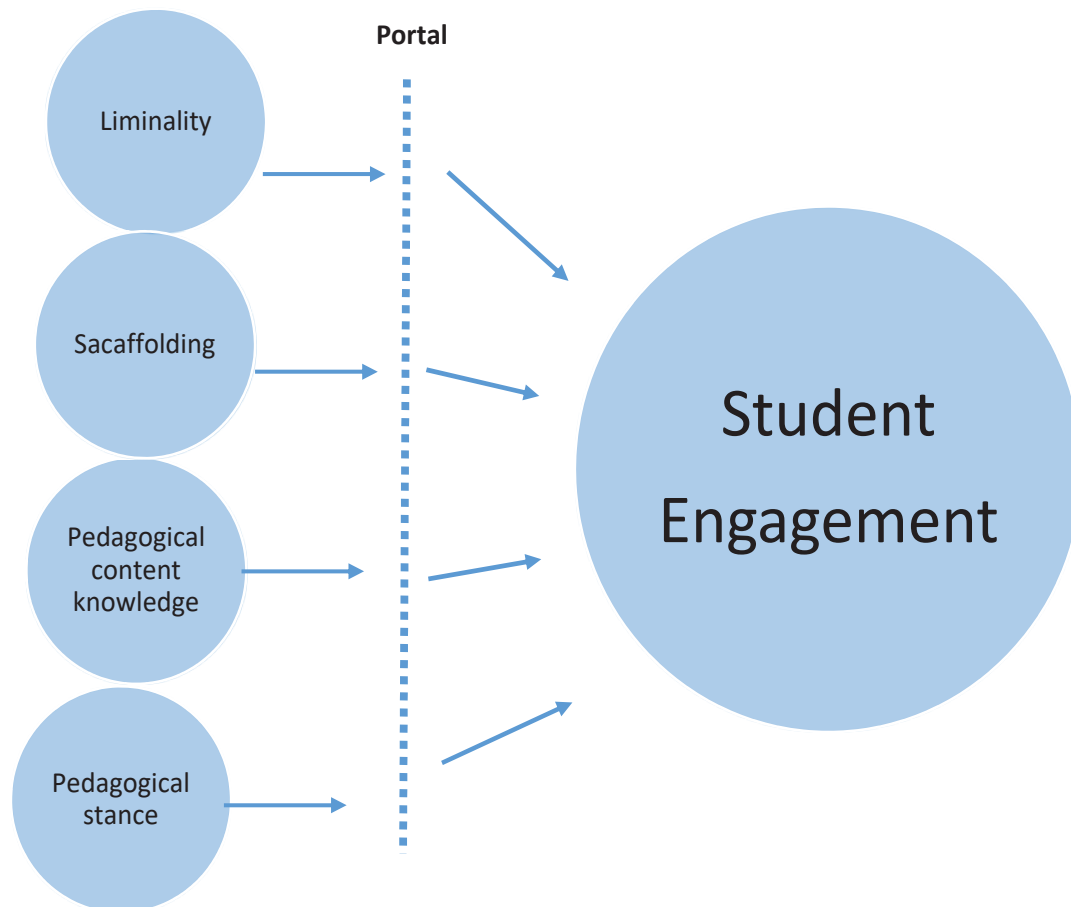 Portal
Liminality
Sacaffolding
Pedagogical
content
knowledge
Pedagogical
stance
Student
Engagement